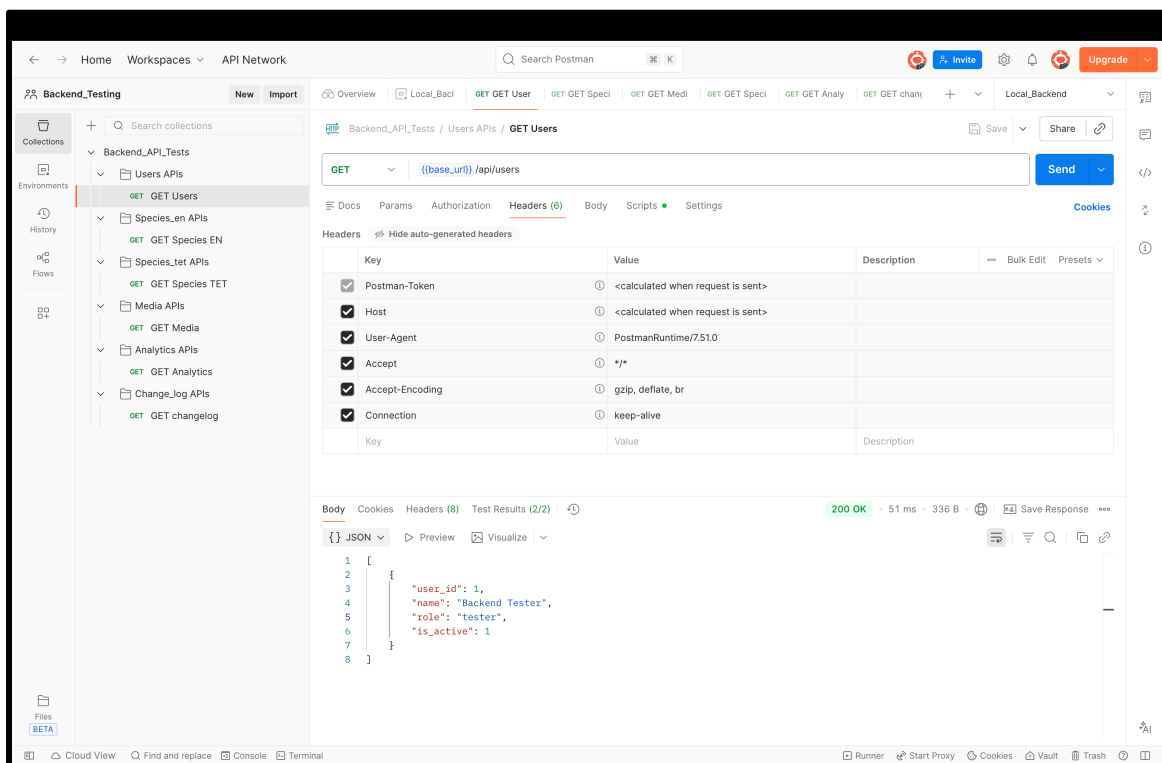 Home Workspaces API Network Search Postman ⌘ K Invite Upgrade
Backend_Testing New Import
Overview Local_Bacl GET GET User GET GET Speci GET GET Medi GET GET Speci GET GET Analy GET GET chang Local_Backend
Collections
Environments
History
Flows
Files
BETA
Search collections
Backend_API_Tests
Users APIs
GET GET Users
Species_en APIs
GET GET Species EN
Species_tet APIs
GET GET Species TET
Media APIs
GET GET Media
Analytics APIs
GET GET Analytics
Change_log APIs
GET GET changelog
HTTP Backend_API_Tests / Users APIs / GET Users Save Share
GET {{base_url}} /api/users Send
Docs Params Authorization Headers (6) Body Scripts Settings Cookies
Headers Hide auto-generated headers
Key Value Description Bulk Edit Presets
Postman-Token <calculated when request is sent>
Host <calculated when request is sent>
User-Agent PostmanRuntime/7.51.0
Accept */*
Accept-Encoding gzip, deflate, br
Connection keep-alive
Key Value Description
Body Cookies Headers (8) Test Results (2/2) 200 OK 51 ms 336 B Save Response
{} JSON Preview Visualize
1 [
2 {
3 "user_id": 1,
4 "name": "Backend Tester",
5 "role": "tester",
6 "is_active": 1
7 }
8 ]
AI
Cloud View Find and replace Console Terminal Runner Start Proxy Cookies Vault Trash